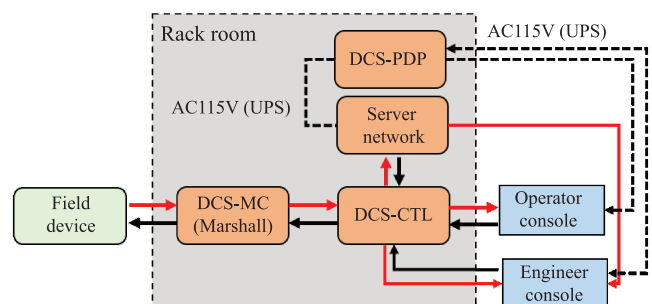 Rack room
AC115V (UPS)
DCS-PDP
AC115V (UPS)
Server
network
Field
device
DCS-MC
(Marshall)
DCS-CTL
Operator
console
Engineer
console